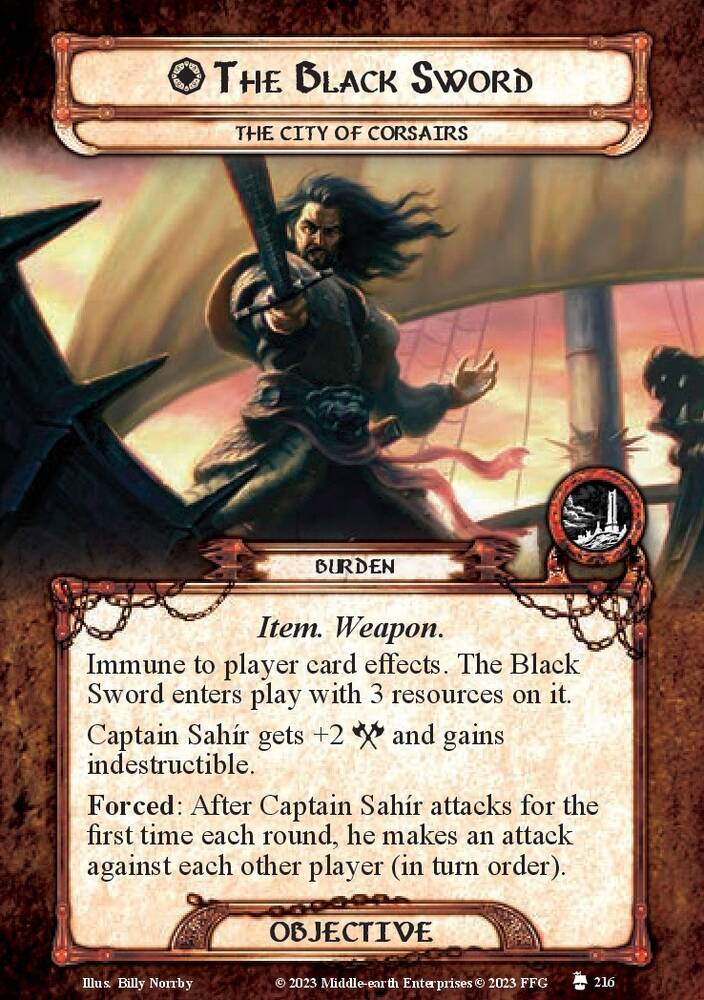 The Black Sword
THE CITY OF CORSAIRS
BURDEN
Item. Weapon.
Immune to player card effects. The Black
Sword enters play with 3 resources on it.
Captain Sahír gets +2 and gains
indestructible.
Forced: After Captain Sahír attacks for the
first time each round, he makes an attack
against each other player (in turn order).
OBJECTIVE
Illus. Billy Norrby © 2023 Middle-earth Enterprises © 2023 FFG 216